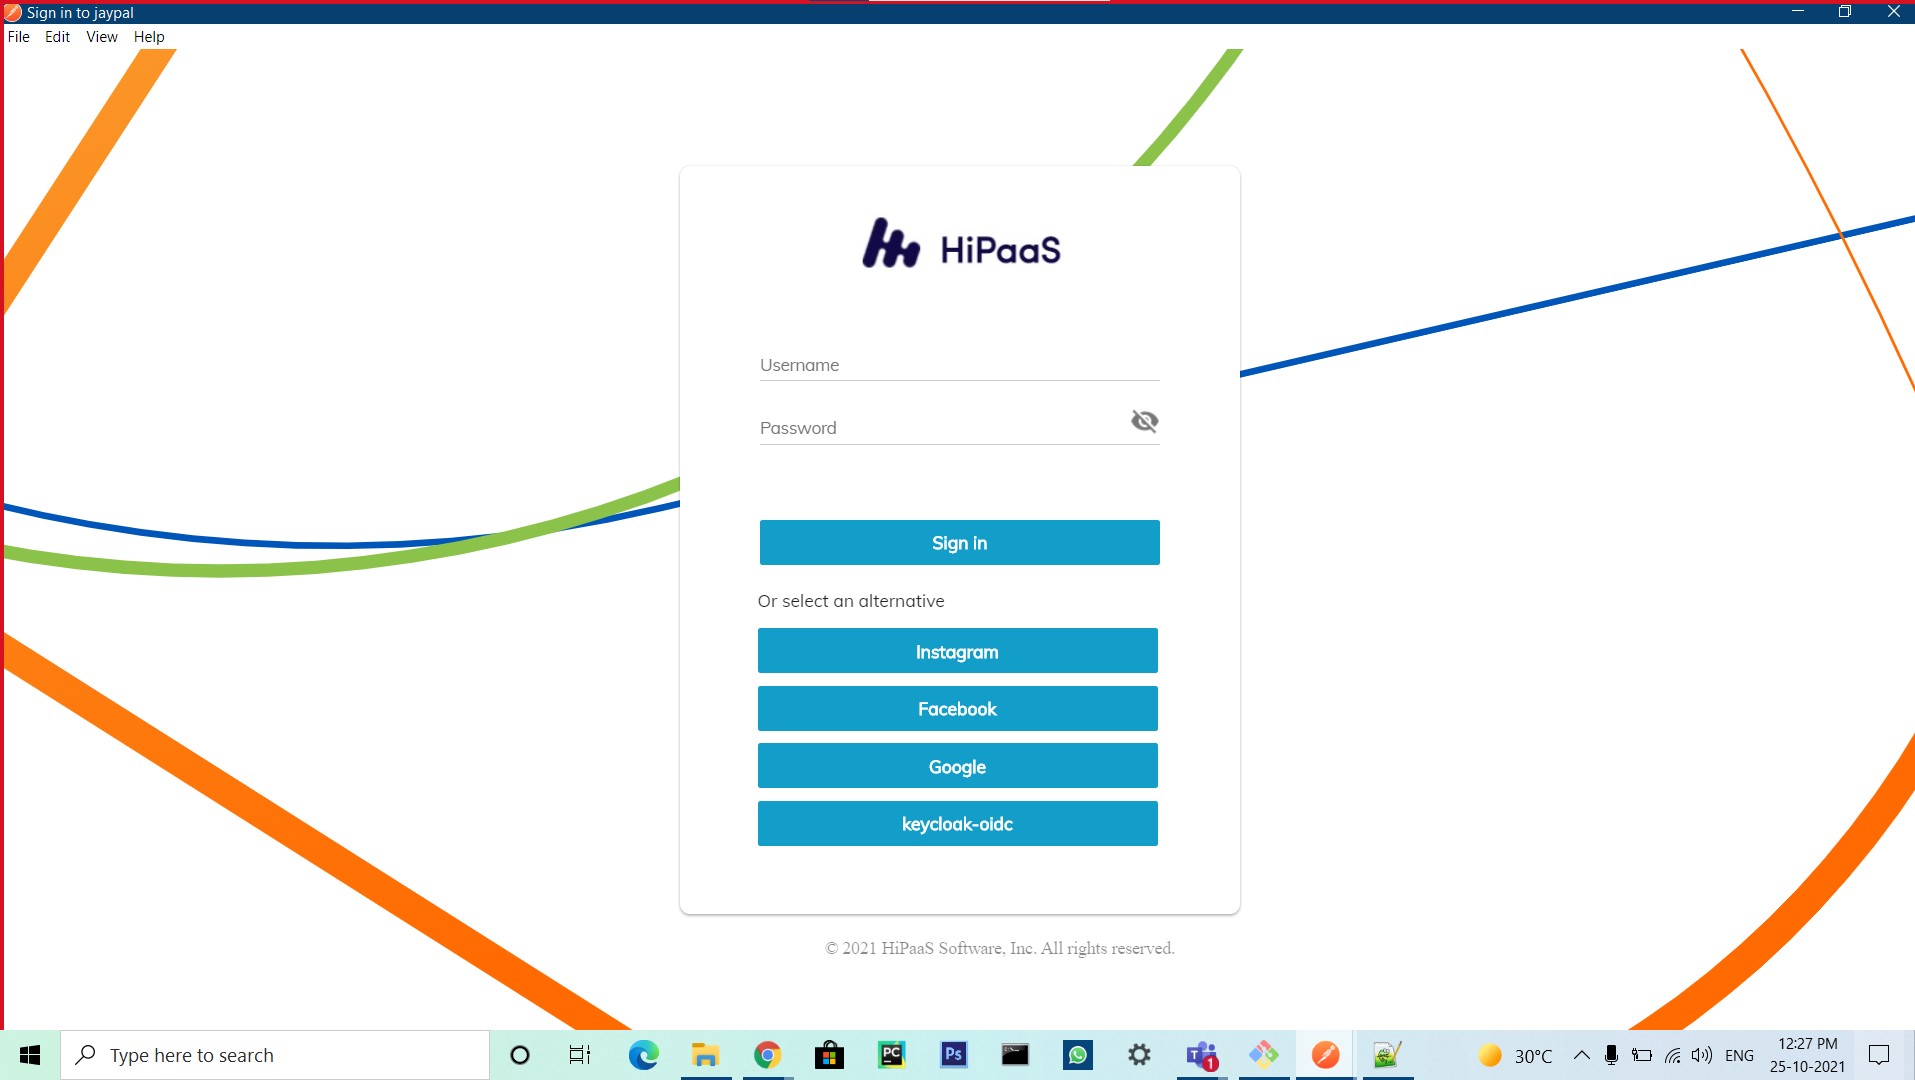 Sign in to jaypal
File Edit View Help
HiPaaS
Username
Password
Sign in
Or select an alternative
Instagram
Facebook
Google
keycloak-oidc
© 2021 HiPaaS Software, Inc. All rights reserved.
Type here to search
PC
Ps
1
30°C
ENG
12:27 PM
25-10-2021